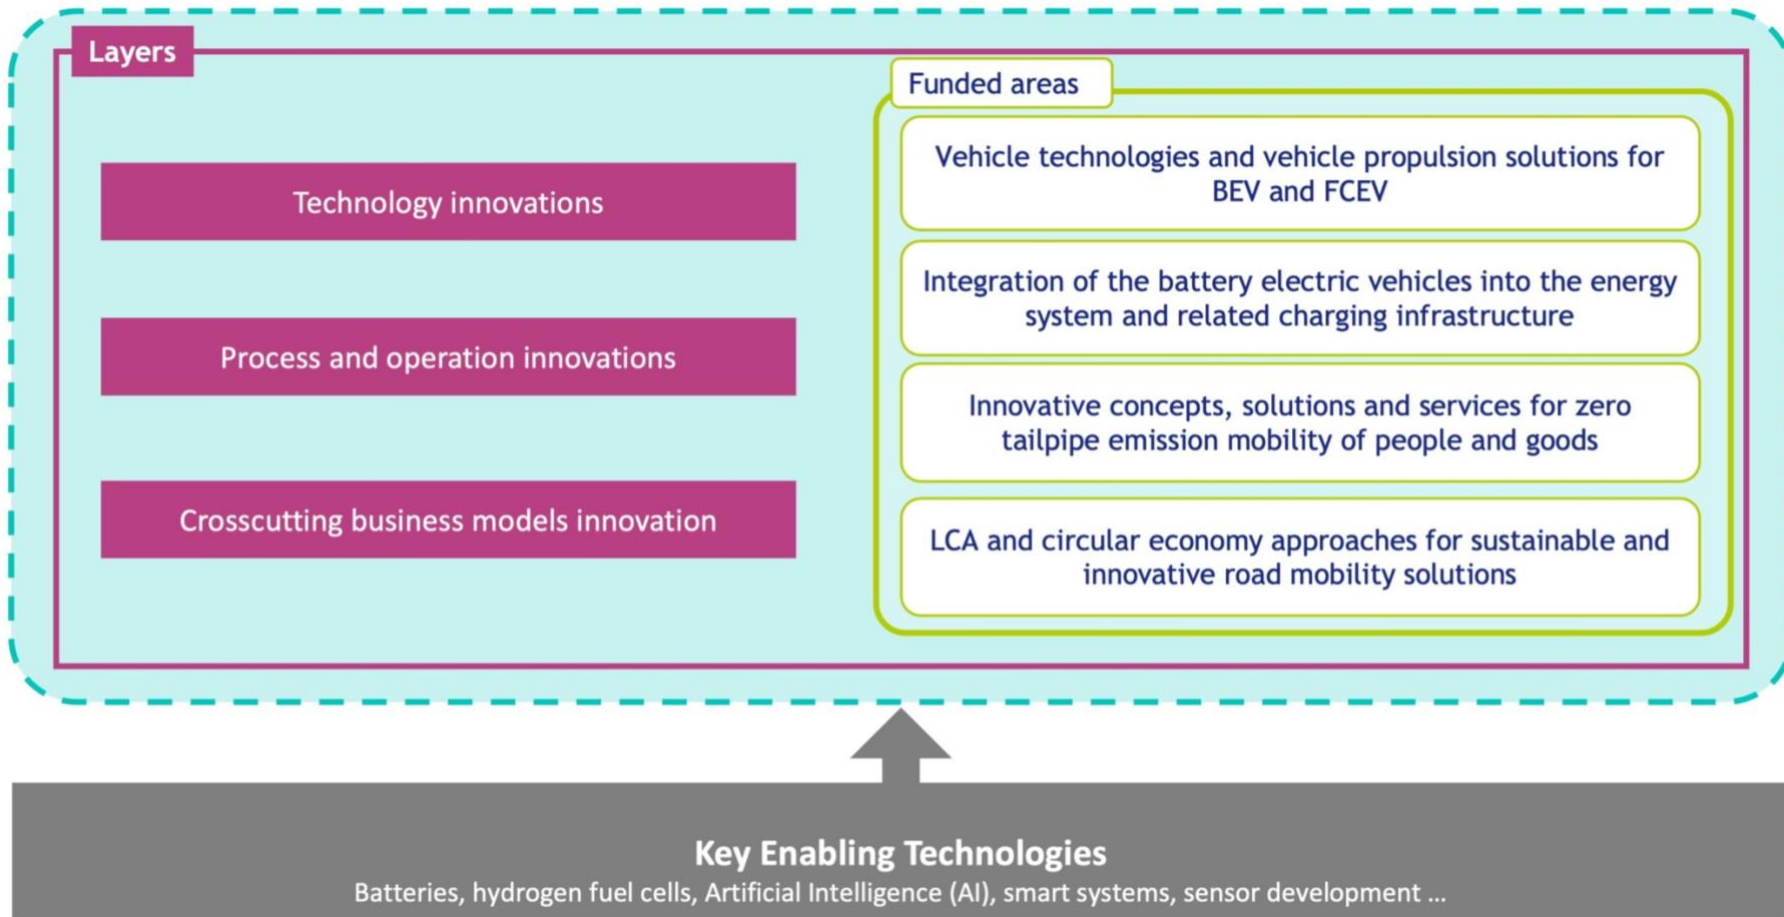 Layers
Technology innovations
Process and operation innovations
Crosscutting business models innovation
Funded areas
Vehicle technologies and vehicle propulsion solutions for
BEV and FCEV
Integration of the battery electric vehicles into the energy
system and related charging infrastructure
Innovative concepts, solutions and services for zero
tailpipe emission mobility of people and goods
LCA and circular economy approaches for sustainable and
innovative road mobility solutions
Key Enabling Technologies
Batteries, hydrogen fuel cells, Artificial Intelligence (AI), smart systems, sensor development ...